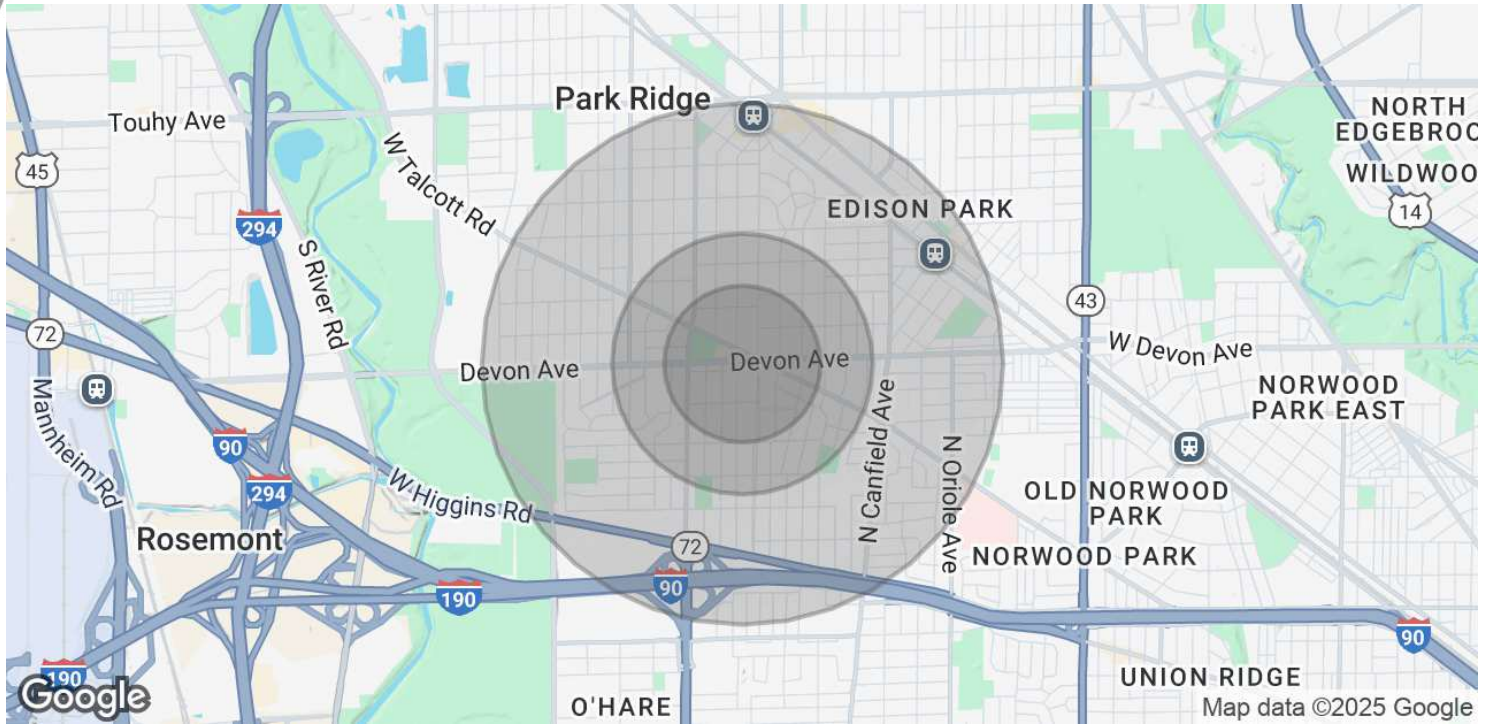 Park Ridge
NORTH
EDGEBROO
Touhy Ave
45
W Talcott Rd
WILDWOO
EDISON PARK
14
294
S River Rd
43
72
Devon Ave
Devon Ave
W Devon Ave
Mannheim Rd
NORWOOD
PARK EAST
90
N Canfield Ave
N Oriole Ave
294
W Higgins Rd
OLD NORWOOD
PARK
Rosemont
72
NORWOOD PARK
90
190
90
190
UNION RIDGE
Google
O'HARE
Map data ©2025 Google